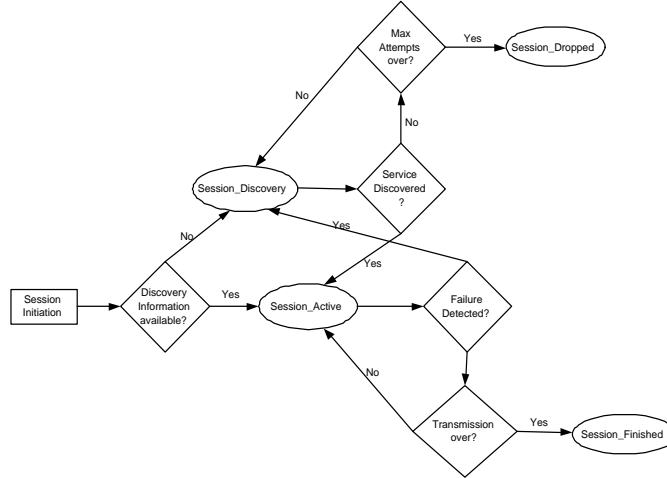 Max
Attempts
over?
Yes
Session_Dropped
No
No
Session_Discovery
Service
Discovered
?
Yes
No
Yes
Session
Initiation
Discovery
Information
available?
Yes
Session_Active
Failure
Detected?
No
Transmission
over?
Yes
Session_Finished